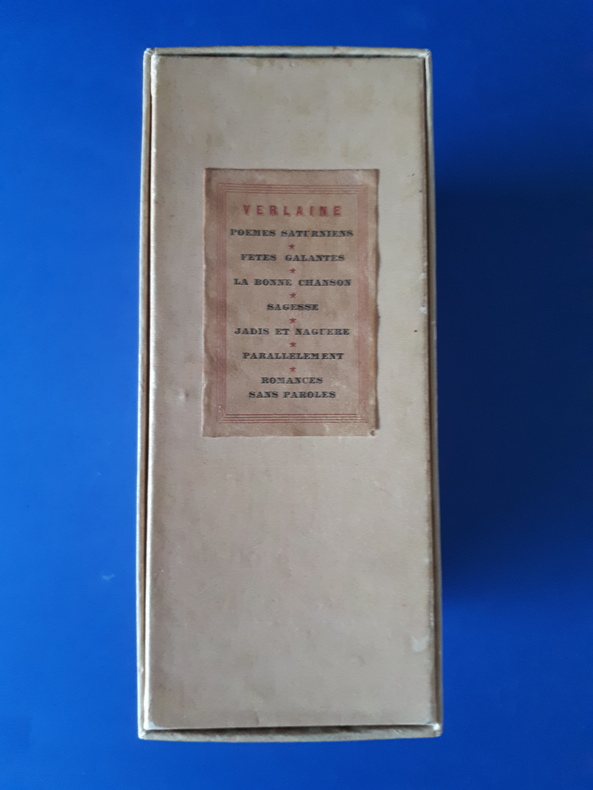 VERLAINE
POEMES SATURNIENS
★
FETES GALANTES
★
LA BONNE CHANSON
★
SAGESSE
★
JADIS ET NAGUERE
★
PARALLELEMENT
★
ROMANCES
SANS PAROLES